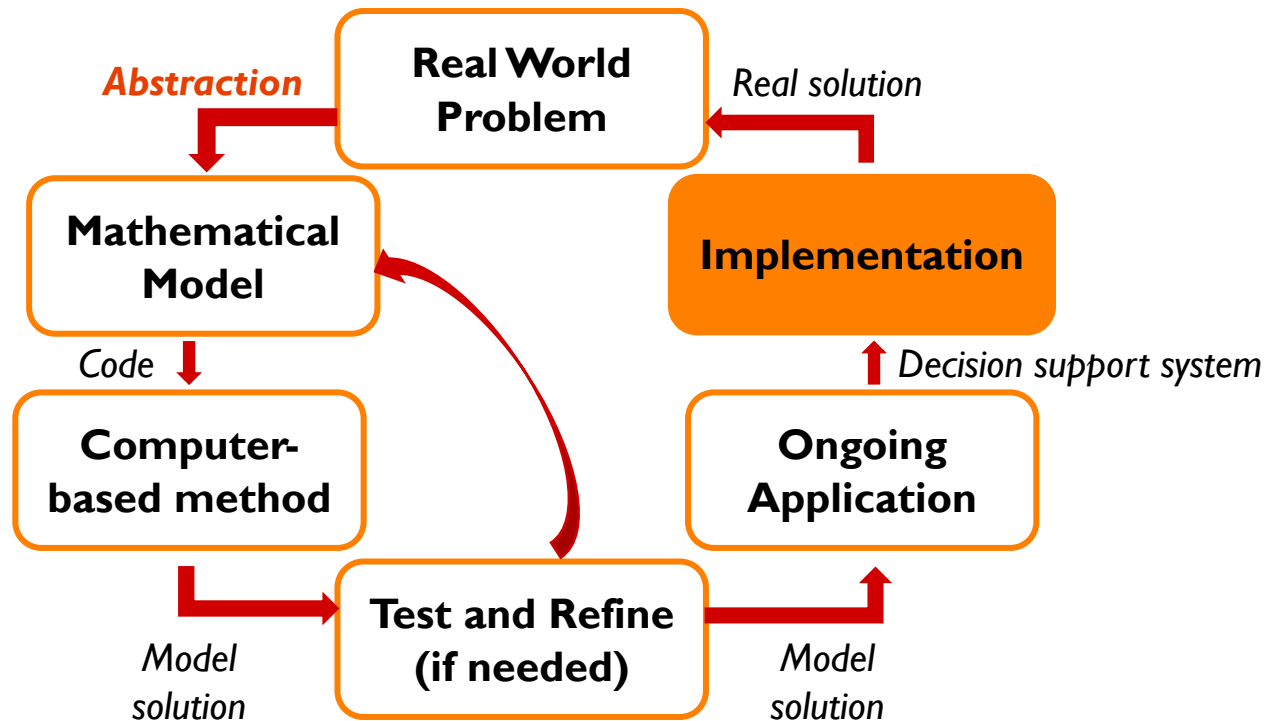 Real World
Problem
Abstraction
Real solution
Mathematical
Model
Implementation
Code
Decision support system
Computer-
based method
Ongoing
Application
Test and Refine
(if needed)
Model
solution
Model
solution